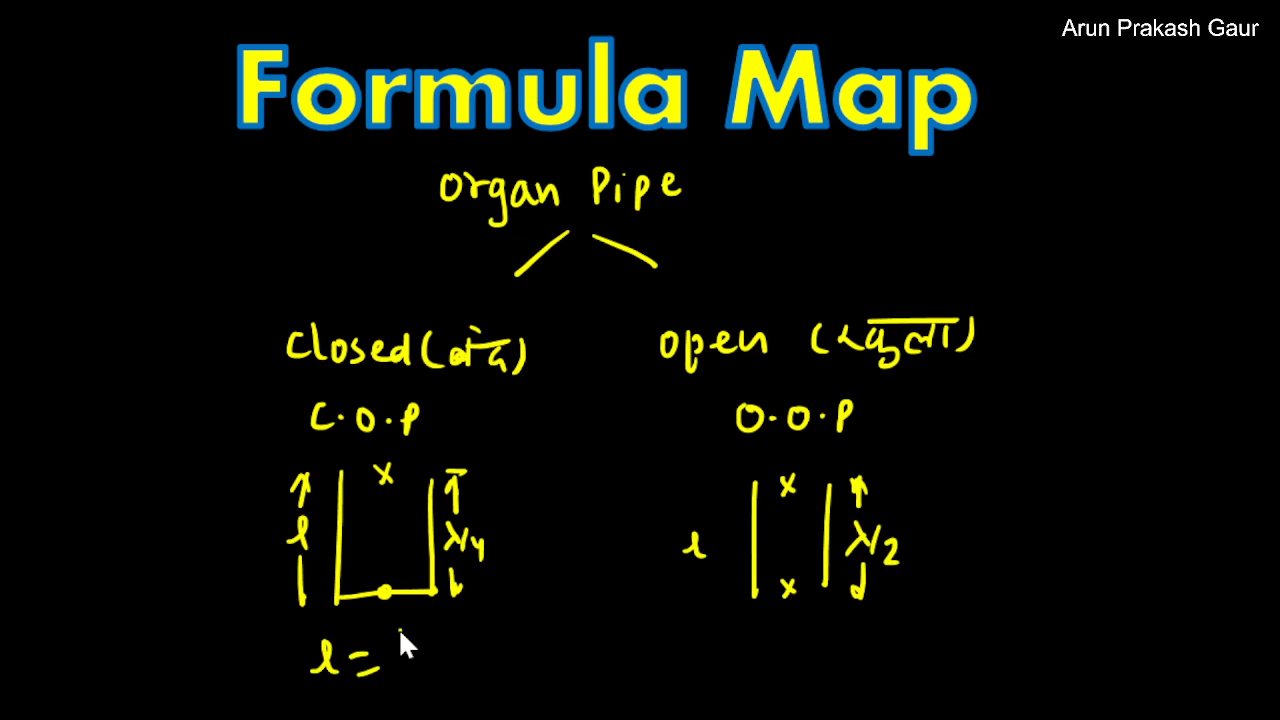 Arun Prakash Gaur
Formula Map
Organ Pipe
Closed (बंद) Open (खुला)
C.O.P O.O.P
x
l λ/4 x l λ/2
x
l =